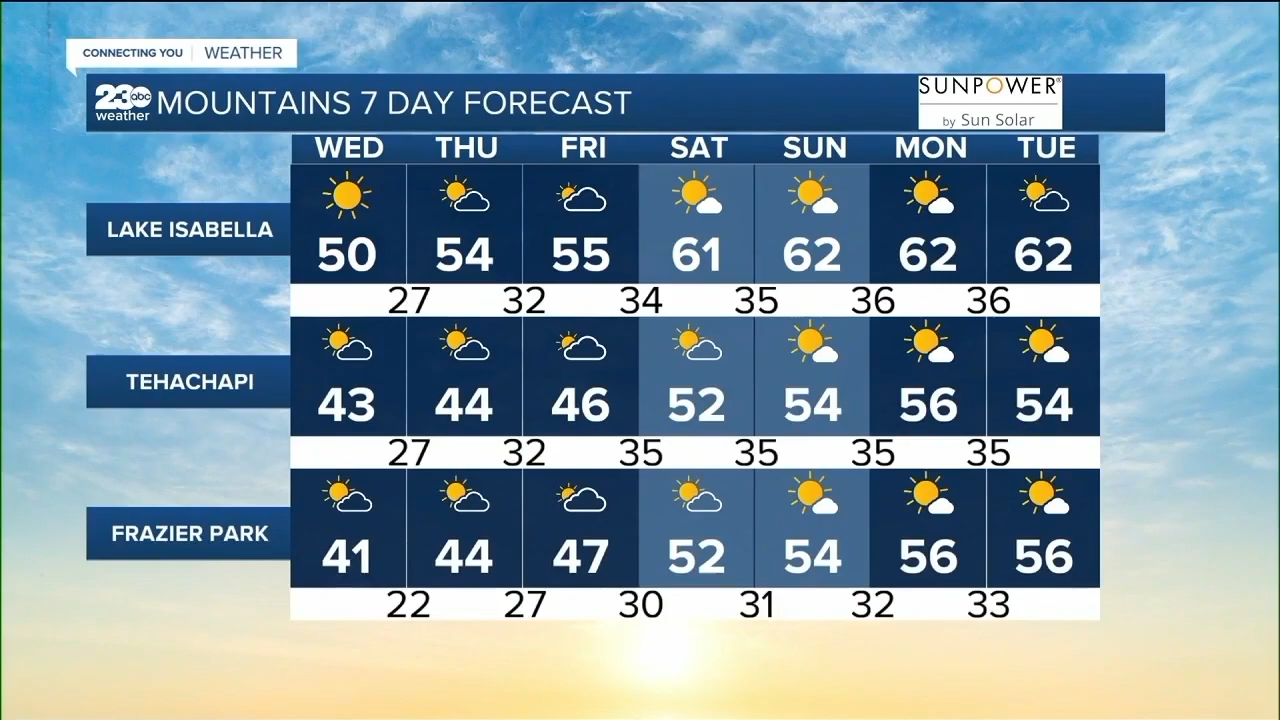 CONNECTING YOU | WEATHER
23 abc
weather
MOUNTAINS 7 DAY FORECAST
SUNPOWER®
by Sun Solar
WED THU FRI SAT SUN MON TUE
LAKE ISABELLA
50 54 55 61 62 62 62
27 32 34 35 36 36
TEHACHAPI
43 44 46 52 54 56 54
27 32 35 35 35 35
FRAZIER PARK
41 44 47 52 54 56 56
22 27 30 31 32 33